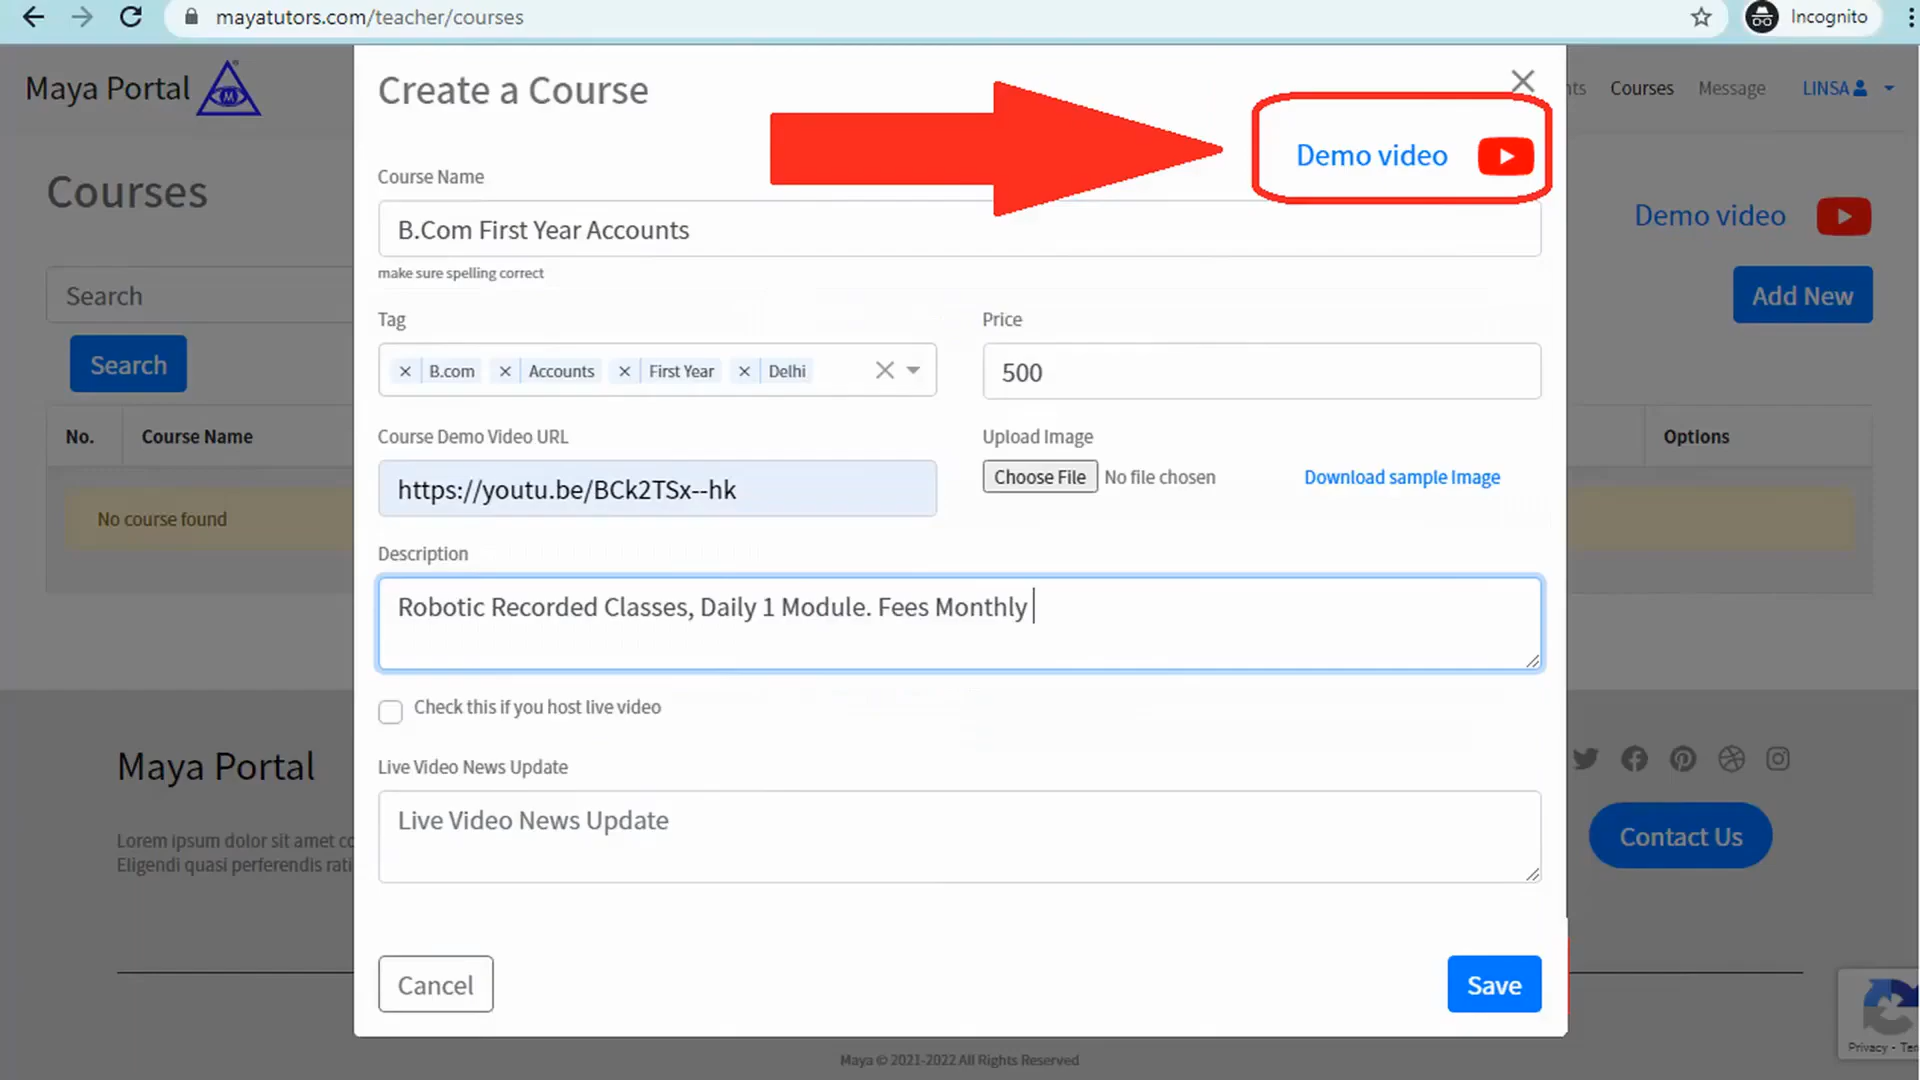 mayatutors.com/teacher/courses
Incognito
Maya Portal
M
Create a Course
nts
Courses
Message
LINSA
Demo video
Courses
Course Name
B.Com First Year Accounts
Demo video
make sure spelling correct
Search
Add New
Tag
Price
Search
× B.com × Accounts × First Year × Delhi
500
No.
Course Name
Course Demo Video URL
Upload Image
Options
https://youtu.be/BCk2TSx--hk
Choose File No file chosen
Download sample Image
No course found
Description
Robotic Recorded Classes, Daily 1 Module. Fees Monthly
Check this if you host live video
Maya Portal
Live Video News Update
Live Video News Update
Contact Us
Lorem ipsum dolor sit amet co
Eligendi quasi perferendis rati
Cancel
Save
Privacy - Ter
Maya © 2021-2022 All Rights Reserved